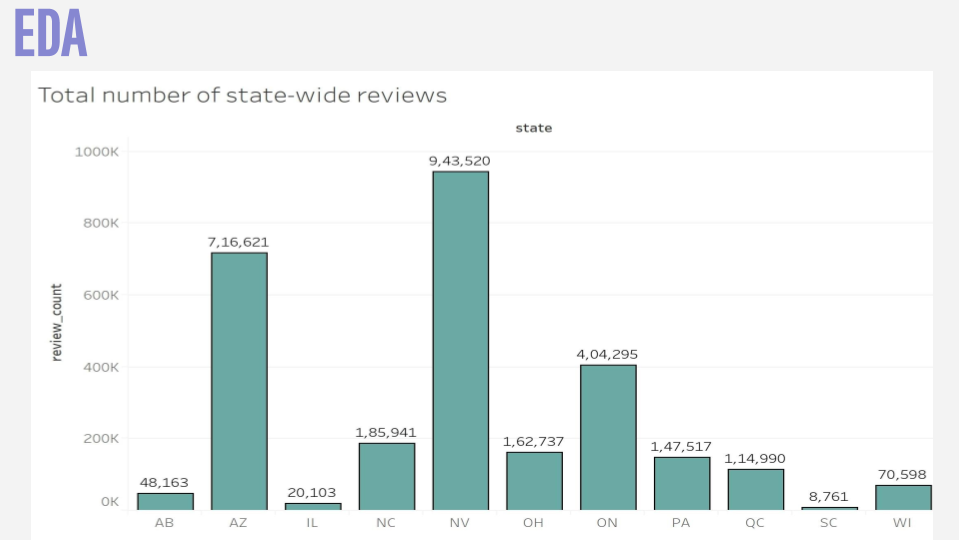 EDA
Total number of state-wide reviews
state
1000K
800K
600K
400K
200K
0K
review_count
48,163
7,16,621
20,103
1,85,941
9,43,520
1,62,737
4,04,295
1,47,517
1,14,990
8,761
70,598
AB AZ IL NC NV OH ON PA QC SC WI